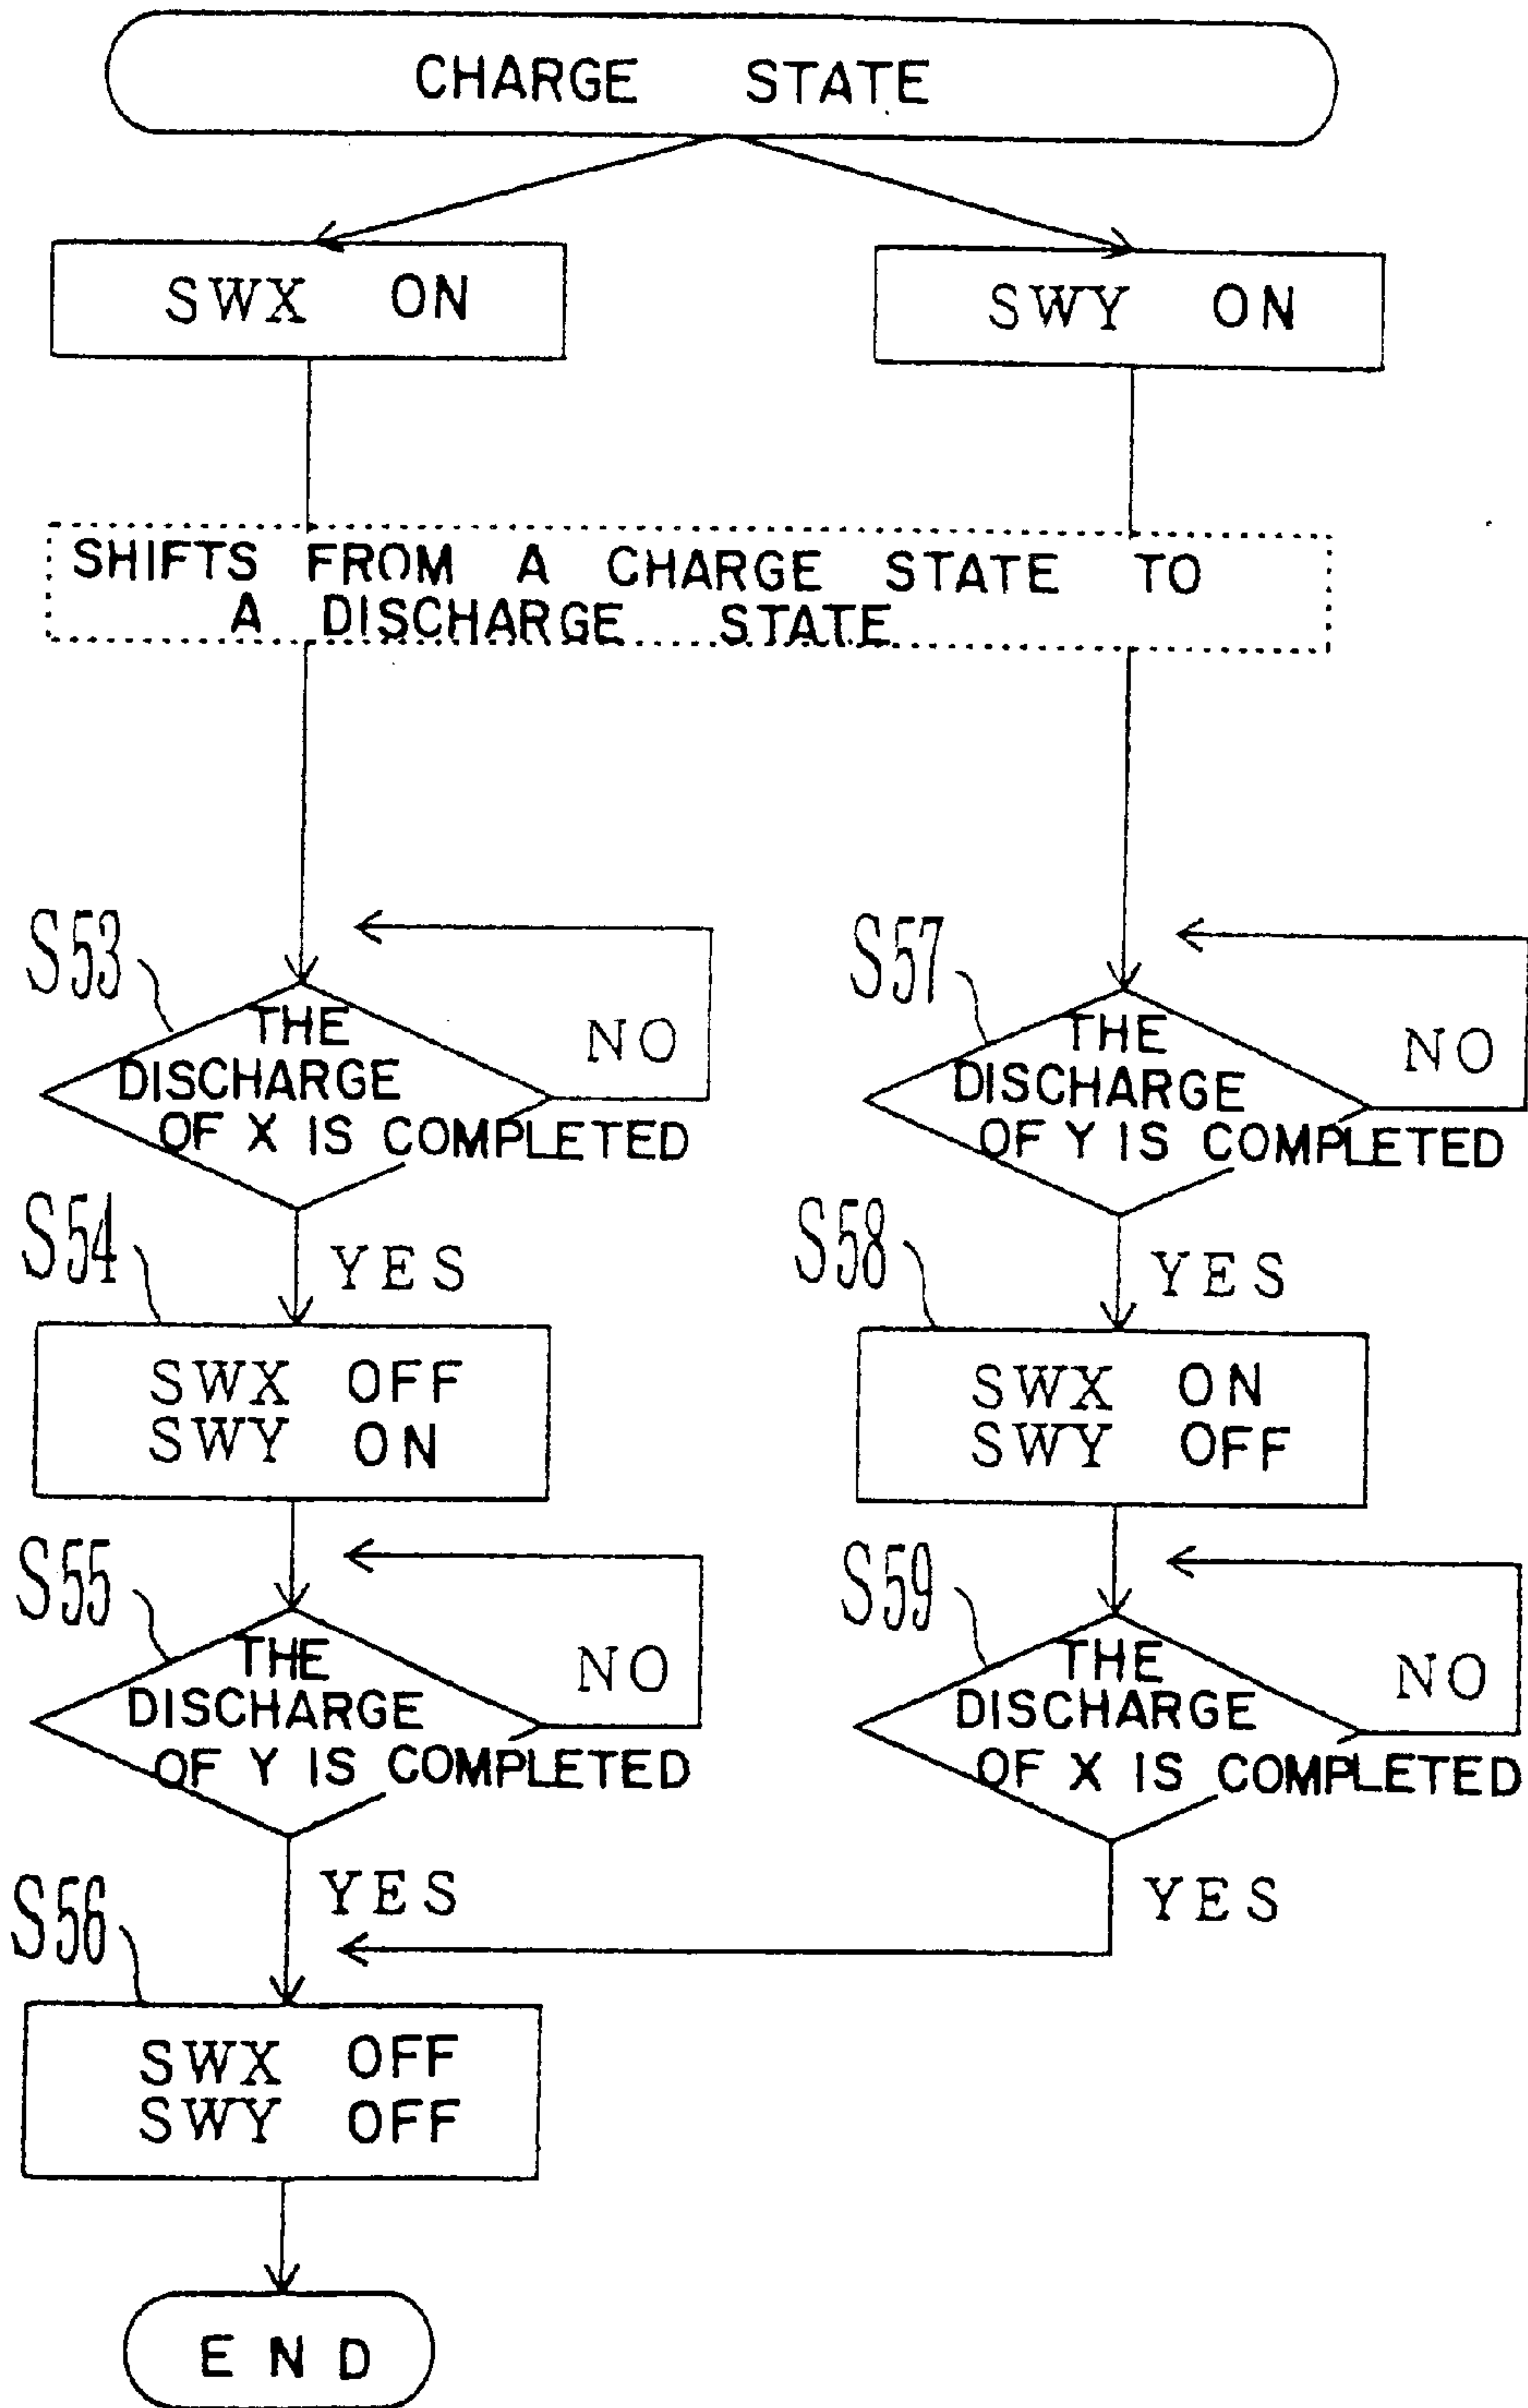 CHARGE STATE
SWX ON
SWY ON
SHIFTS FROM A CHARGE STATE TO
A DISCHARGE STATE
S53
THE
DISCHARGE
OF X IS COMPLETED
NO
YES
S54
SWX OFF
SWY ON
S55
THE
DISCHARGE
OF Y IS COMPLETED
NO
YES
S57
THE
DISCHARGE
OF Y IS COMPLETED
NO
YES
S58
SWX ON
SWY OFF
S59
THE
DISCHARGE
OF X IS COMPLETED
NO
YES
S56
SWX OFF
SWY OFF
END